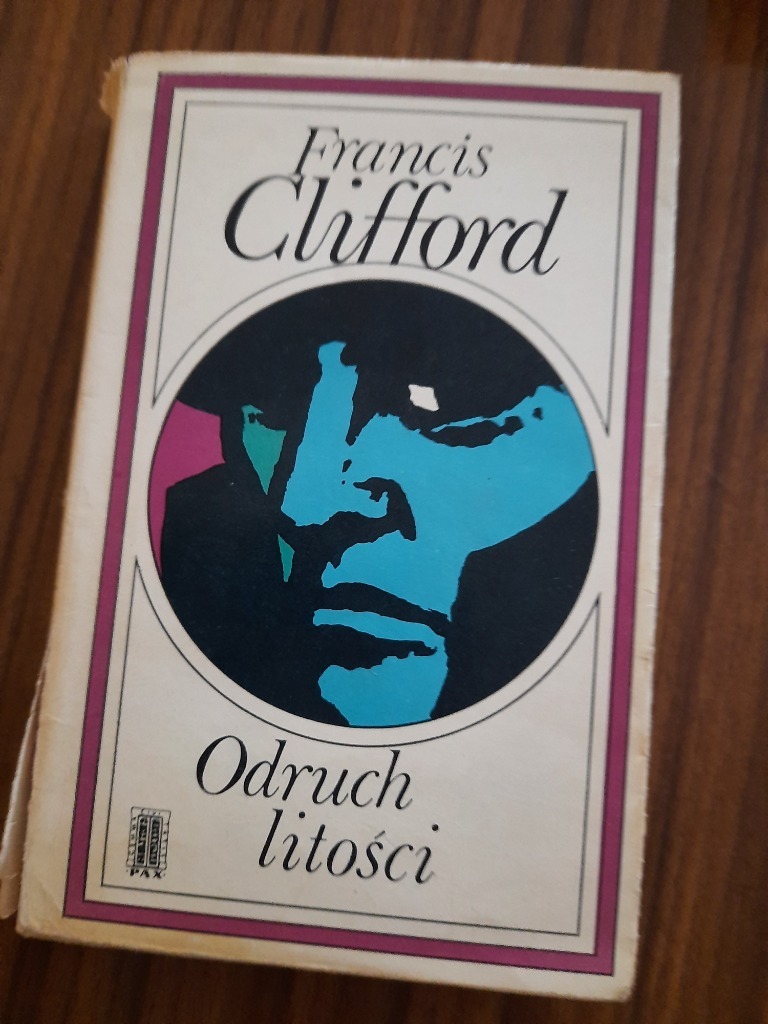 Francis
Clifford
Odruch
litości
PAX